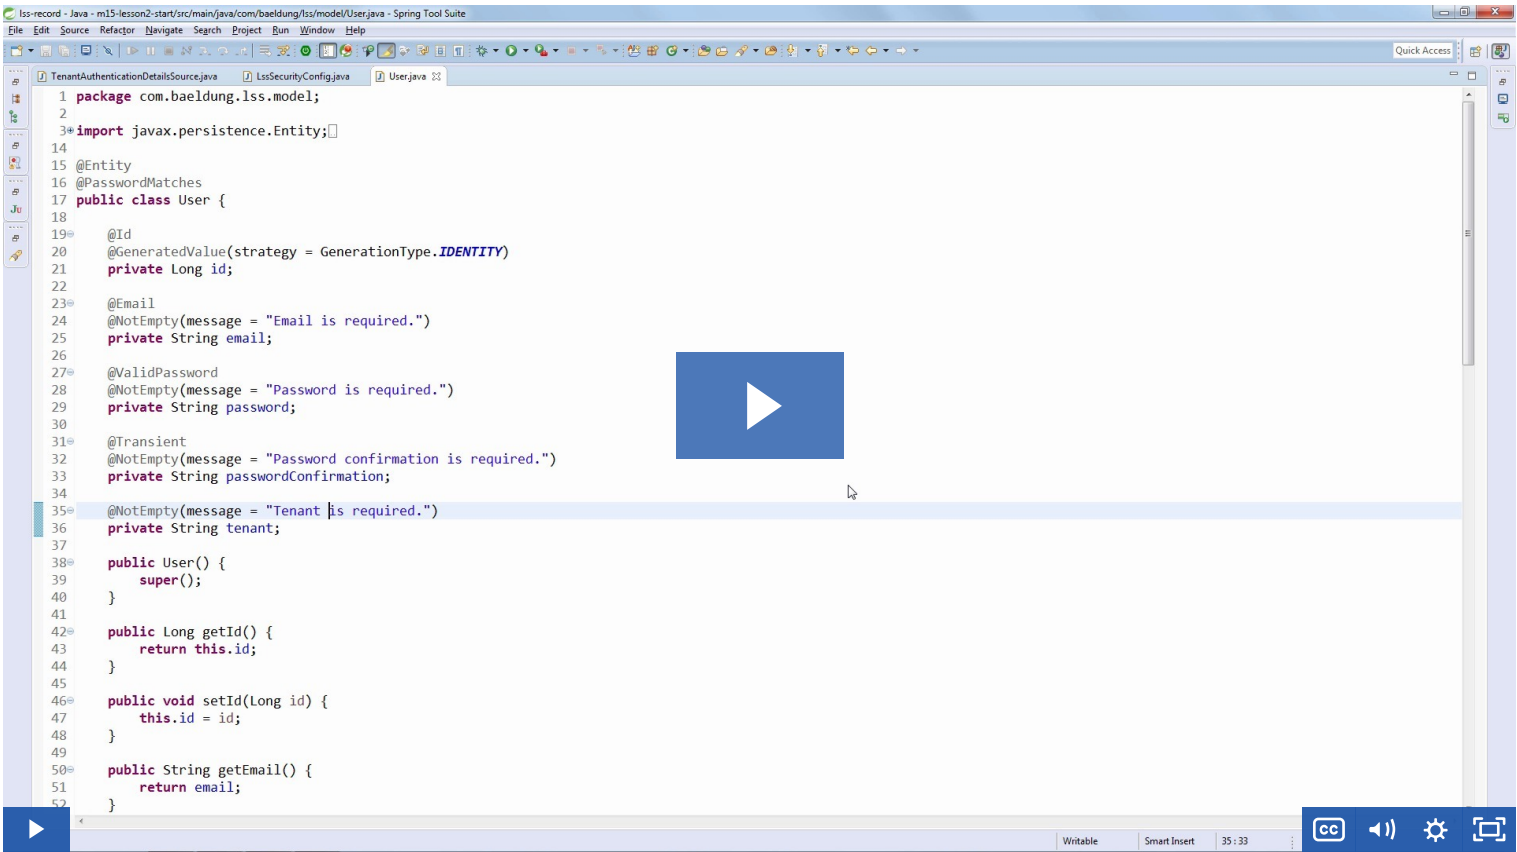 lss-record - Java - m15-lesson2-start/src/main/java/com/baeldung/lss/model/User.java - Spring Tool Suite
File Edit Source Refactor Navigate Search Project Run Window Help
Quick Access
TenantAuthenticationDetailsSource.java LssSecurityConfig.java User.java
1 package com.baeldung.lss.model;
2
3 import javax.persistence.Entity;
14
15 @Entity
16 @PasswordMatches
17 public class User {
18
19 @Id
20 @GeneratedValue(strategy = GenerationType.IDENTITY)
21 private Long id;
22
23 @Email
24 @NotEmpty(message = "Email is required.")
25 private String email;
26
27 @ValidPassword
28 @NotEmpty(message = "Password is required.")
29 private String password;
30
31 @Transient
32 @NotEmpty(message = "Password confirmation is required.")
33 private String passwordConfirmation;
34
35 @NotEmpty(message = "Tenant is required.")
36 private String tenant;
37
38 public User() {
39 super();
40 }
41
42 public Long getId() {
43 return this.id;
44 }
45
46 public void setId(Long id) {
47 this.id = id;
48 }
49
50 public String getEmail() {
51 return email;
52 }
Writable Smart Insert 35 : 33
CC